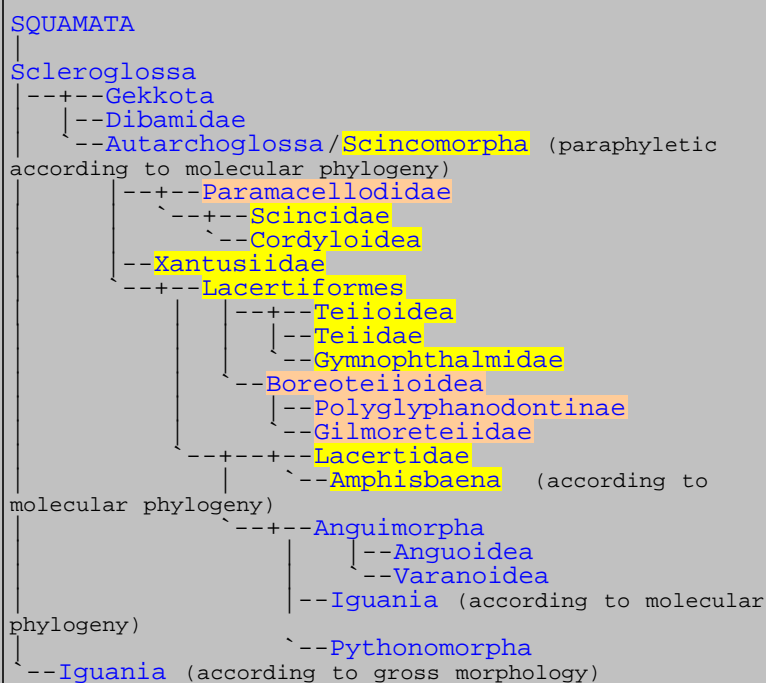 SQUAMATA
|
Scleroglossa
|--+--Gekkota
|  |--Dibamidae
|  `--Autarchoglossa/Scincomorpha (paraphyletic
according to molecular phylogeny)
|     |--+--Paramacellodidae
|     |  `--+--Scincidae
|     |     `--Cordyloidea
|     |--Xantusiidae
|     `--+--Lacertiformes
|        |  |--+--Teiioidea
|        |  |  |--Teiidae
|        |  |  `--Gymnophthalmidae
|        |  `--Boreoteiioidea
|        |     |--Polyglyphanodontinae
|        |     `--Gilmoreteiidae
|        `--+--+--Lacertidae
|           |  `--Amphisbaena  (according to
molecular phylogeny)
|           `--+--Anguimorpha
|              |  |--Anguoidea
|              |  `--Varanoidea
|              |--Iguania (according to molecular
phylogeny)
|              `--Pythonomorpha
`--Iguania (according to gross morphology)